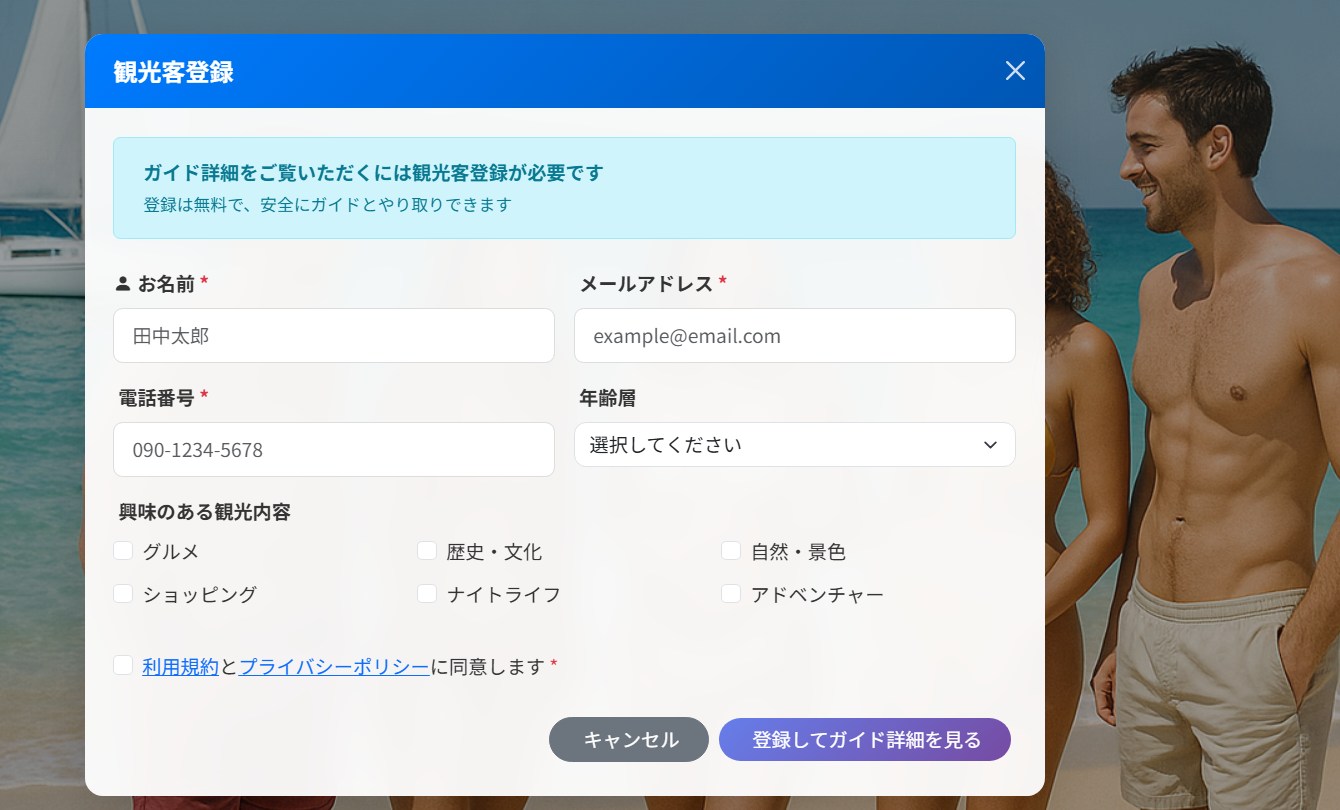 観光客登録
ガイド詳細をご覧いただくには観光客登録が必要です
登録は無料で、安全にガイドとやり取りできます
お名前 *
メールアドレス *
田中太郎
example@email.com
電話番号 *
年齢層
090-1234-5678
選択してください
興味のある観光内容
グルメ
歴史・文化
自然・景色
ショッピング
ナイトライフ
アドベンチャー
利用規約とプライバシーポリシーに同意します *
キャンセル
登録してガイド詳細を見る